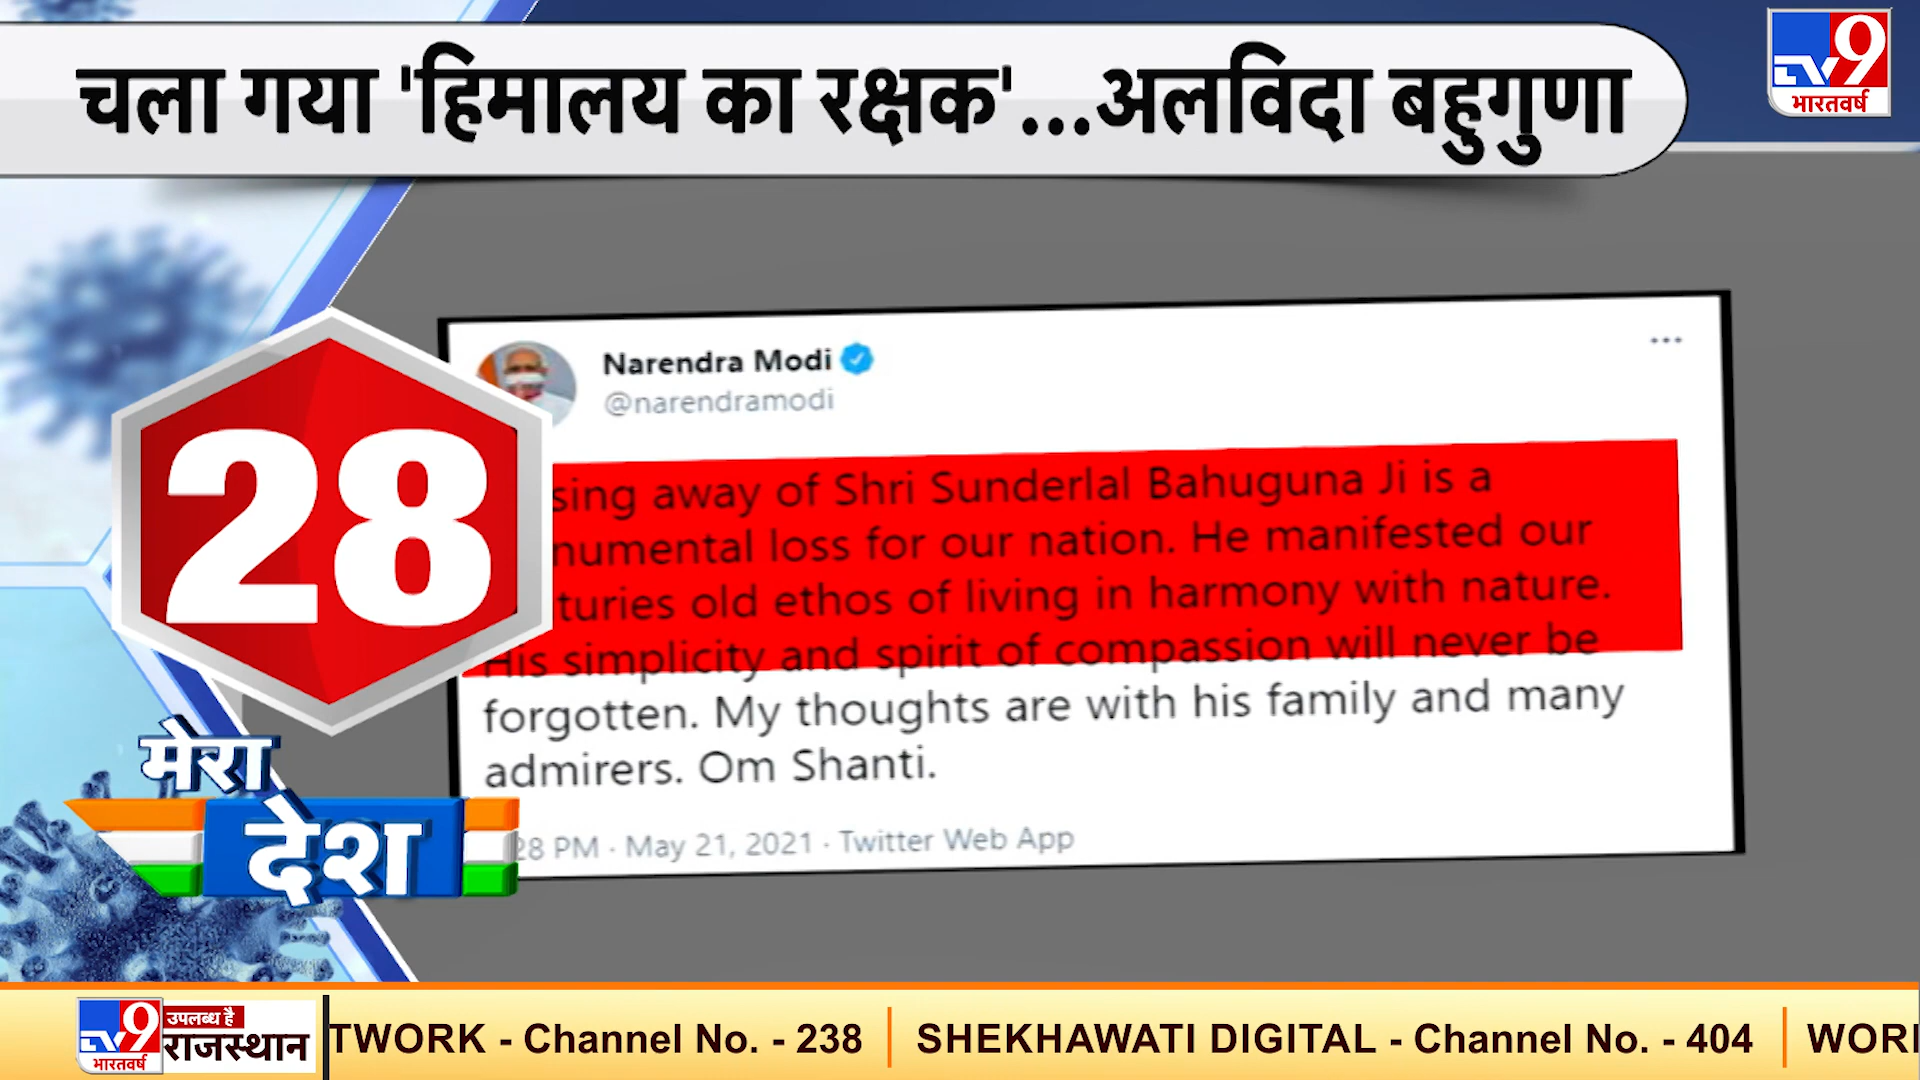 चला गया 'हिमालय का रक्षक'...अलविदा बहुगुणा
TV9
भारतवर्ष
Narendra Modi
@narendramodi
sing away of Shri Sunderlal Bahuguna Ji is a
numental loss for our nation. He manifested our
turies old ethos of living in harmony with nature.
His simplicity and spirit of compassion will never be
forgotten. My thoughts are with his family and many
admirers. Om Shanti.
28 PM · May 21, 2021 · Twitter Web App
28
मेरा
देश
TV9
भारतवर्ष
उपलब्ध है
राजस्थान
TWORK - Channel No. - 238 | SHEKHAWATI DIGITAL - Channel No. - 404 | WORL